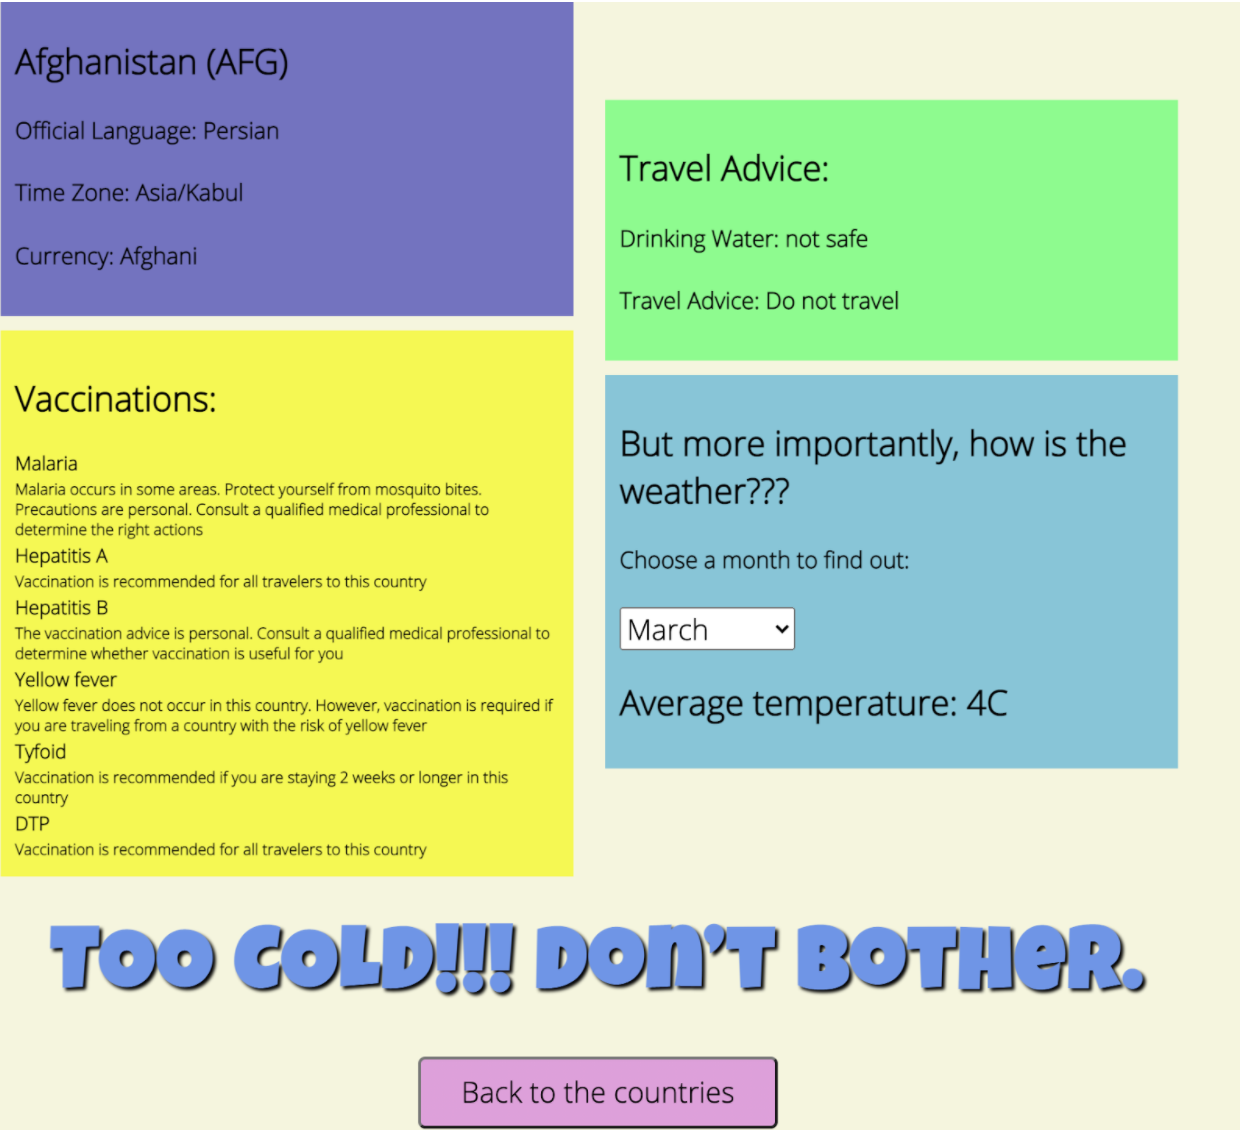 Afghanistan (AFG)
Official Language: Persian
Time Zone: Asia/Kabul
Currency: Afghani
Vaccinations:
Malaria
Malaria occurs in some areas. Protect yourself from mosquito bites.
Precautions are personal. Consult a qualified medical professional to
determine the right actions
Hepatitis A
Vaccination is recommended for all travelers to this country
Hepatitis B
The vaccination advice is personal. Consult a qualified medical professional to
determine whether vaccination is useful for you
Yellow fever
Yellow fever does not occur in this country. However, vaccination is required if
you are traveling from a country with the risk of yellow fever
Tyfoid
Vaccination is recommended if you are staying 2 weeks or longer in this
country
DTP
Vaccination is recommended for all travelers to this country
Travel Advice:
Drinking Water: not safe
Travel Advice: Do not travel
But more importantly, how is the
weather???
Choose a month to find out:
March
Average temperature: 4C
Too cold!!! Don't bother.
Back to the countries